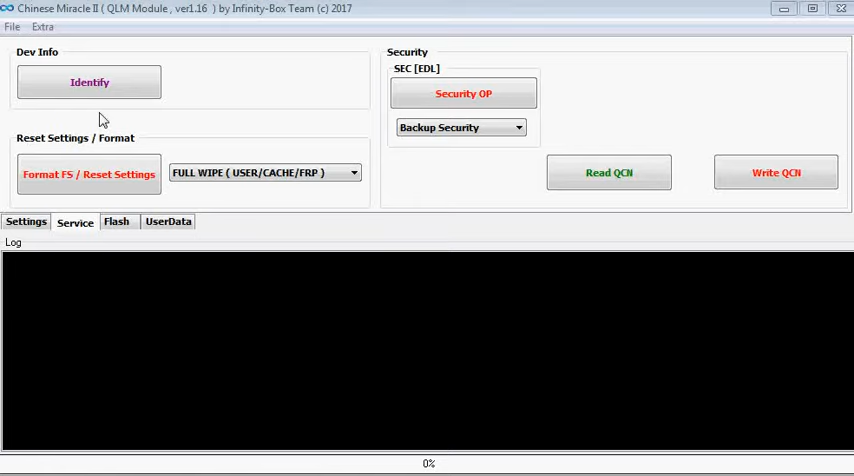 Chinese Miracle II ( QLM Module , ver1.16 ) by Infinity-Box Team (c) 2017
File Extra
Dev Info
Identify
Reset Settings / Format
Format FS / Reset Settings
FULL WIPE ( USER/CACHE/FRP )
Security
SEC [EDL]
Security OP
Backup Security
Read QCN
Write QCN
Settings Service Flash UserData
Log
0%